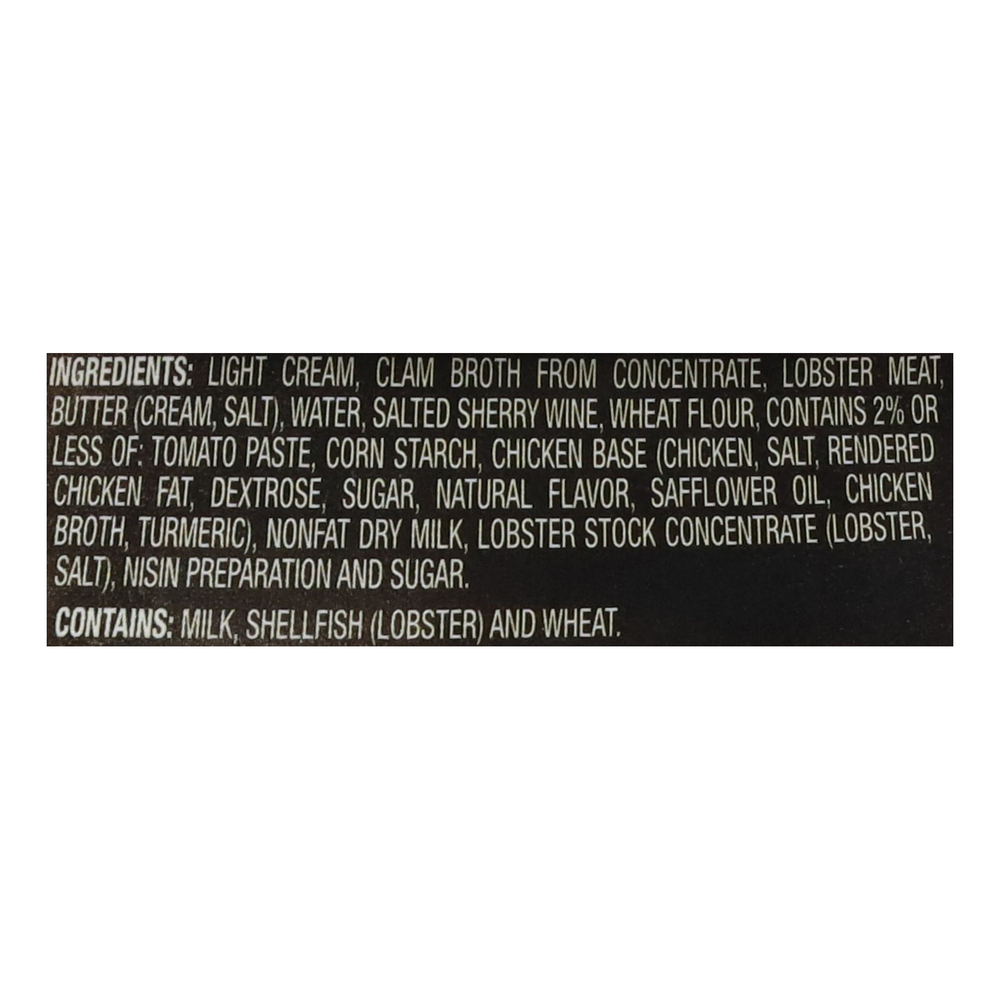 INGREDIENTS: LIGHT CREAM, CLAM BROTH FROM CONCENTRATE, LOBSTER MEAT,
BUTTER (CREAM, SALT), WATER, SALTED SHERRY WINE, WHEAT FLOUR, CONTAINS 2% OR
LESS OF: TOMATO PASTE, CORN STARCH, CHICKEN BASE (CHICKEN, SALT, RENDERED
CHICKEN FAT, DEXTROSE, SUGAR, NATURAL FLAVOR, SAFFLOWER OIL, CHICKEN
BROTH, TURMERIC), NONFAT DRY MILK, LOBSTER STOCK CONCENTRATE (LOBSTER,
SALT), NISIN PREPARATION AND SUGAR.
CONTAINS: MILK, SHELLFISH (LOBSTER) AND WHEAT.